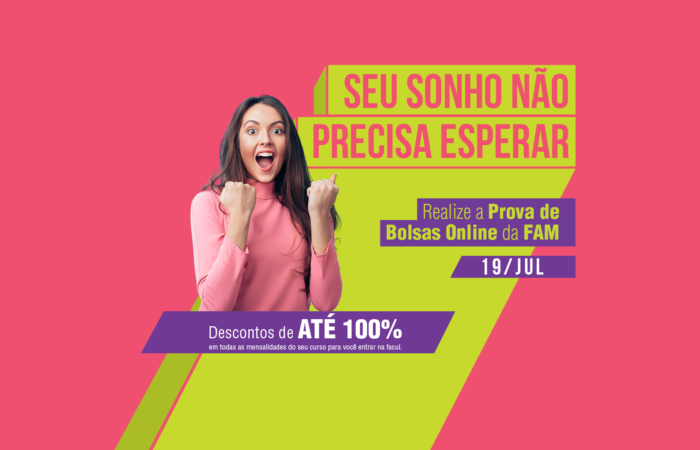 SEU SONHO NÃO
PRECISA ESPERAR
Realize a Prova de
Bolsas Online da FAM
19/JUL
Descontos de ATÉ 100%
em todas as mensalidades do seu curso para você entrar na facul.